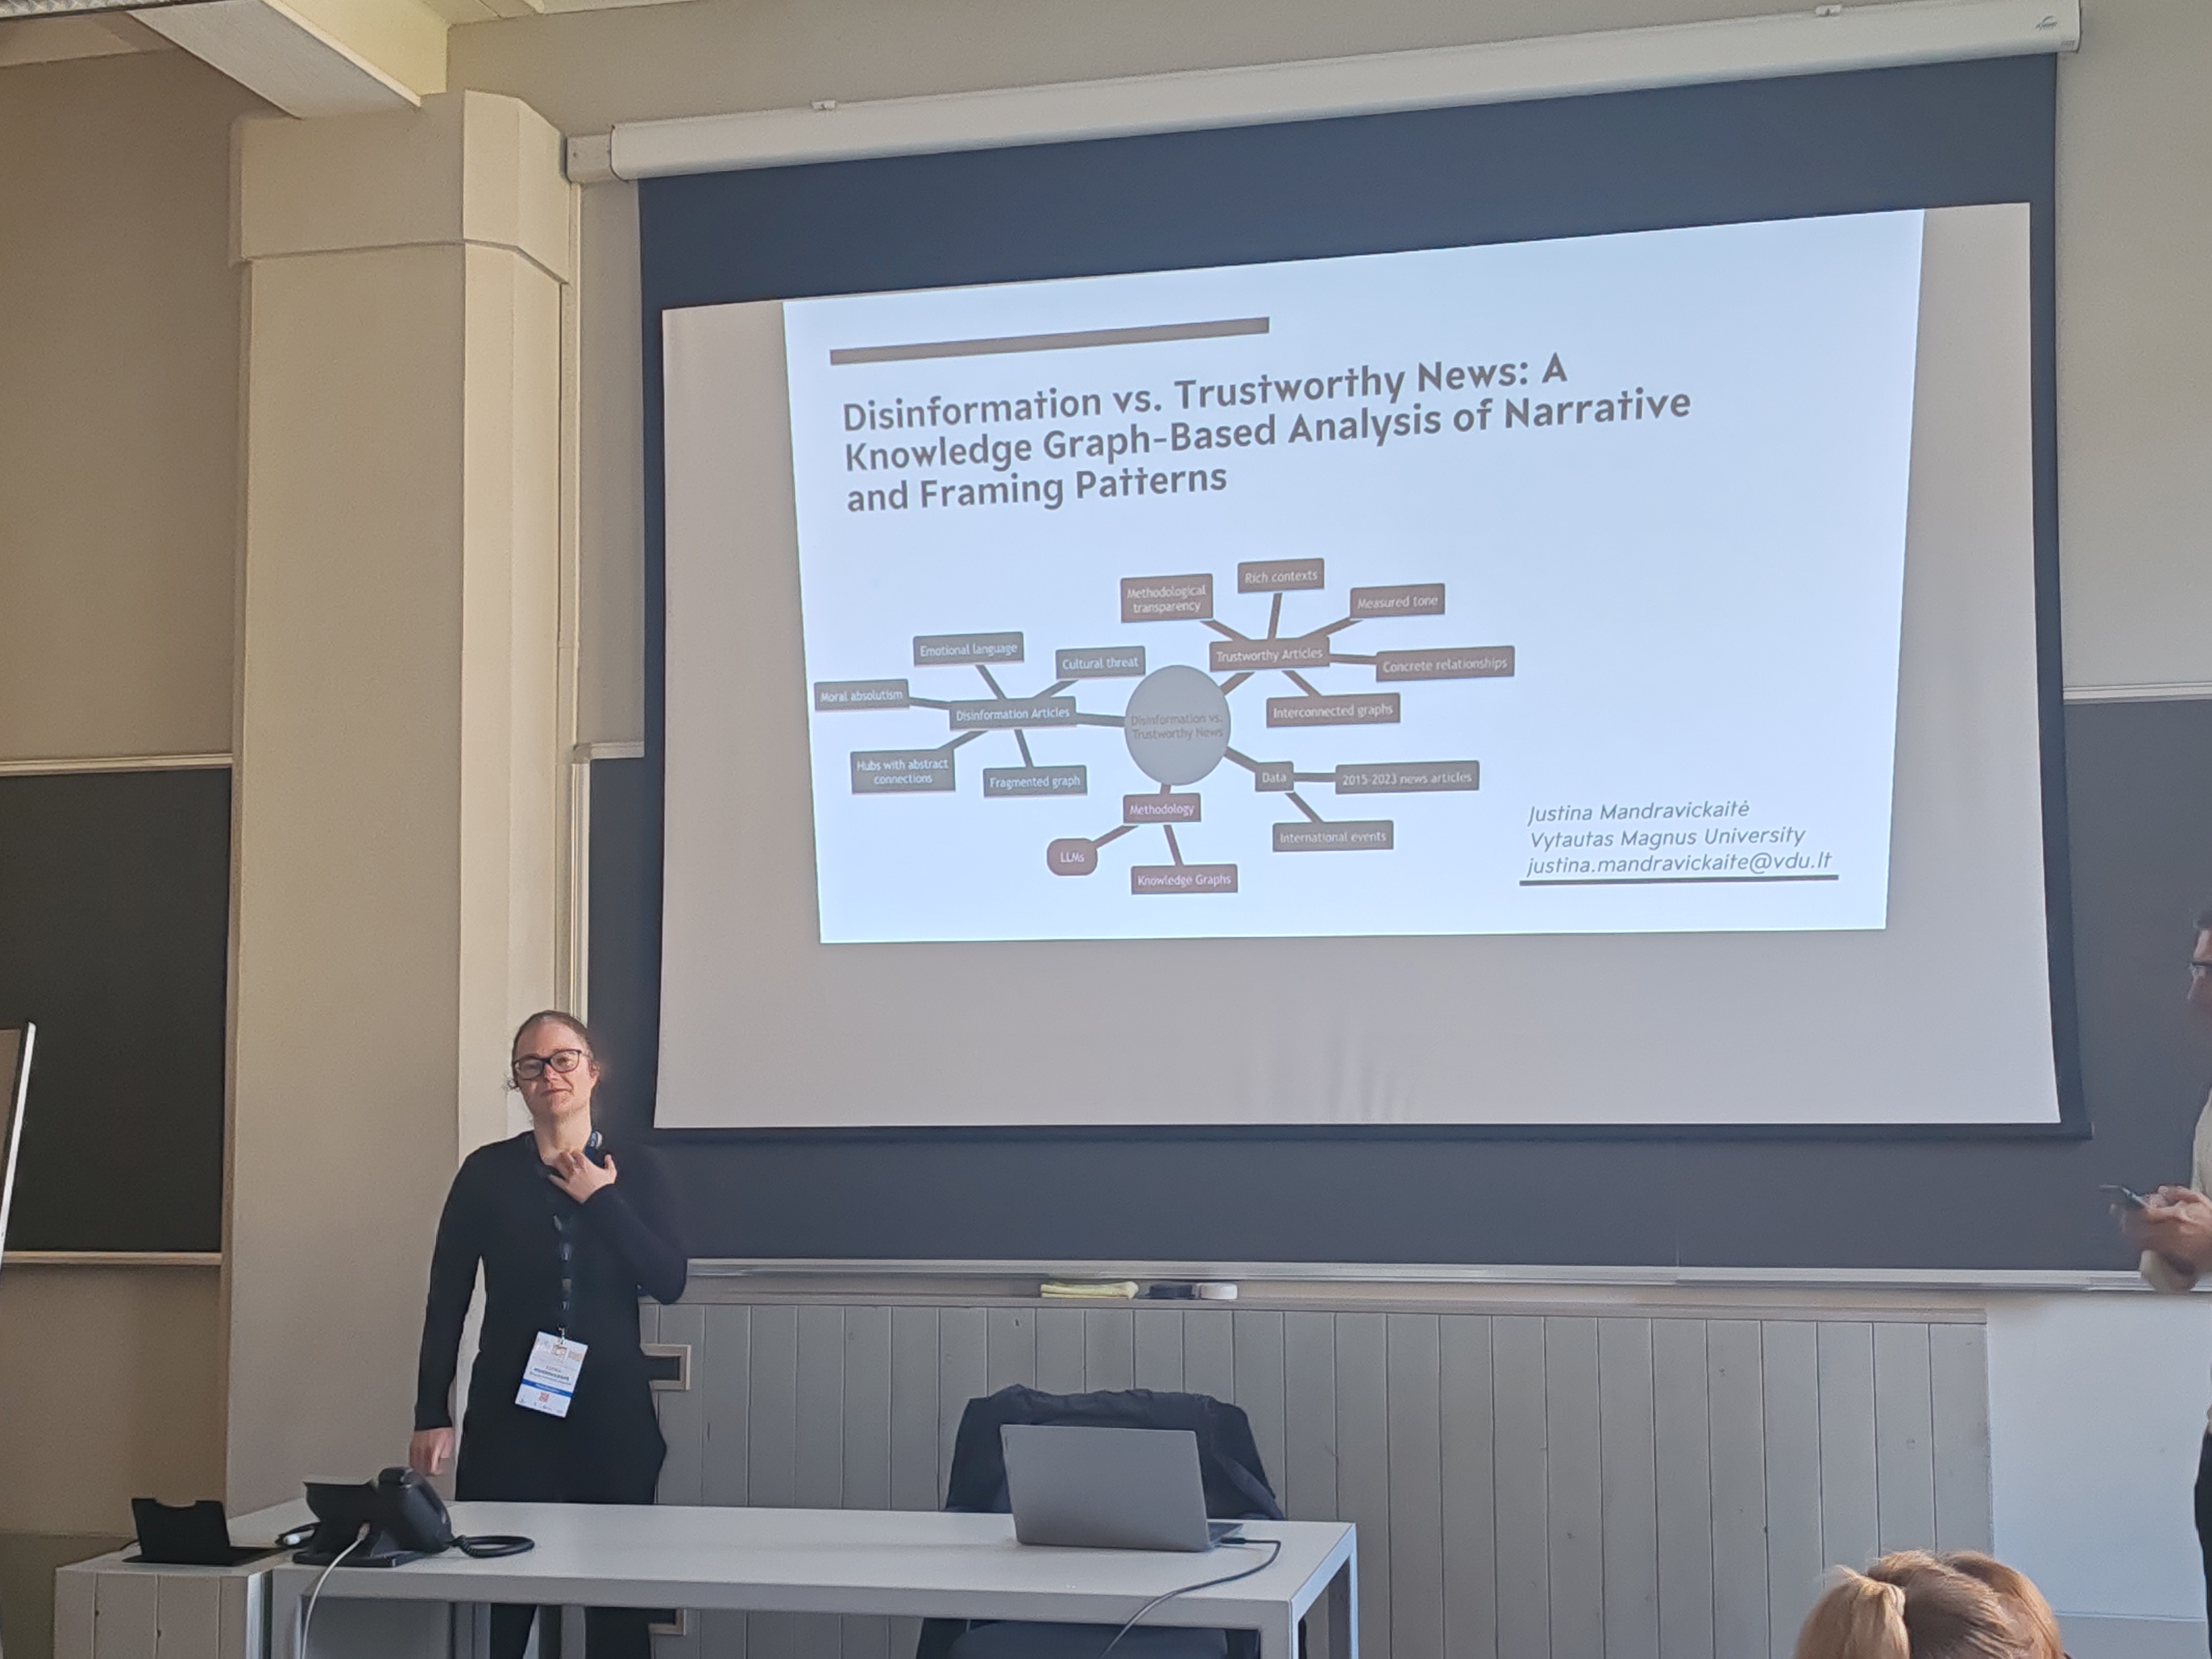 Disinformation vs. Trustworthy News: A
Knowledge Graph-Based Analysis of Narrative
and Framing Patterns
Methodological
transparency
Rich contexts
Measured tone
Trustworthy Articles
Concrete relationships
Interconnected graphs
Emotional language
Cultural threat
Moral absolutism
Disinformation Articles
Hubs with abstract
connections
Fragmented graph
Disinformation vs.
Trustworthy News
Data
2015-2023 news articles
International events
Methodology
LLMs
Knowledge Graphs
Justina Mandravickaitė
Vytautas Magnus University
justina.mandravickaite@vdu.lt